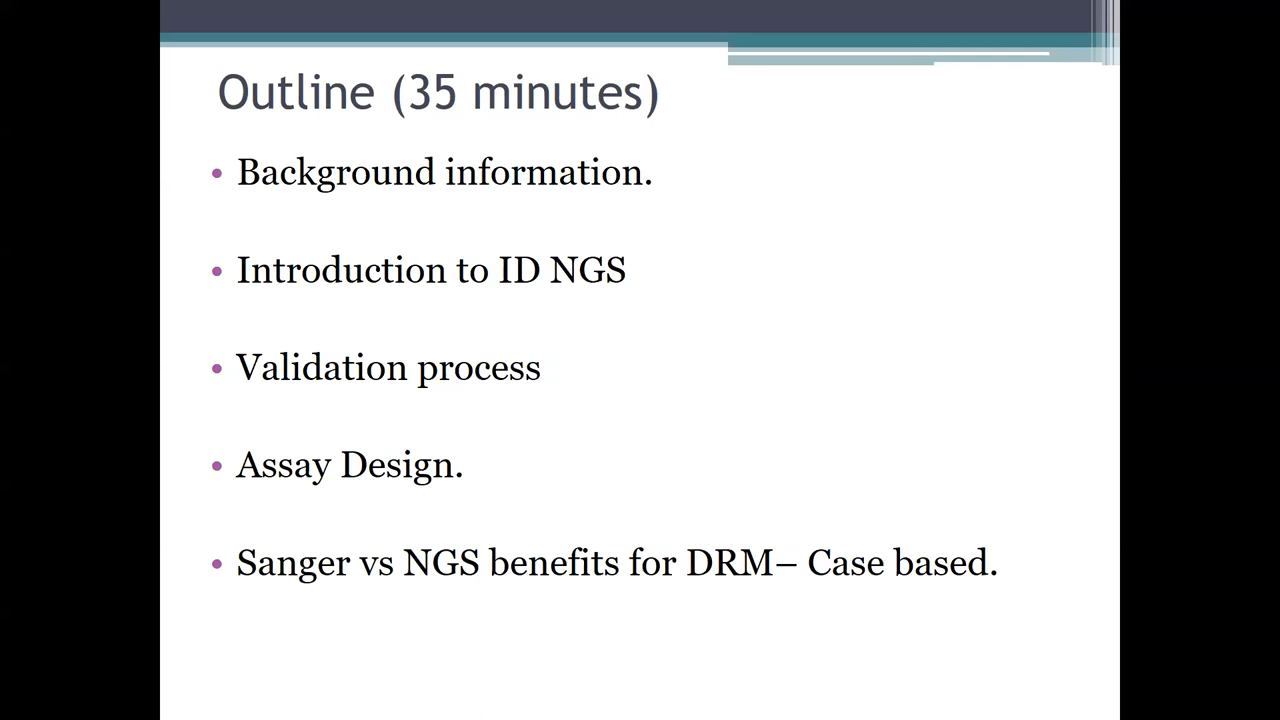 Outline (35 minutes)
• Background information.
• Introduction to ID NGS
• Validation process
• Assay Design.
• Sanger vs NGS benefits for DRM– Case based.